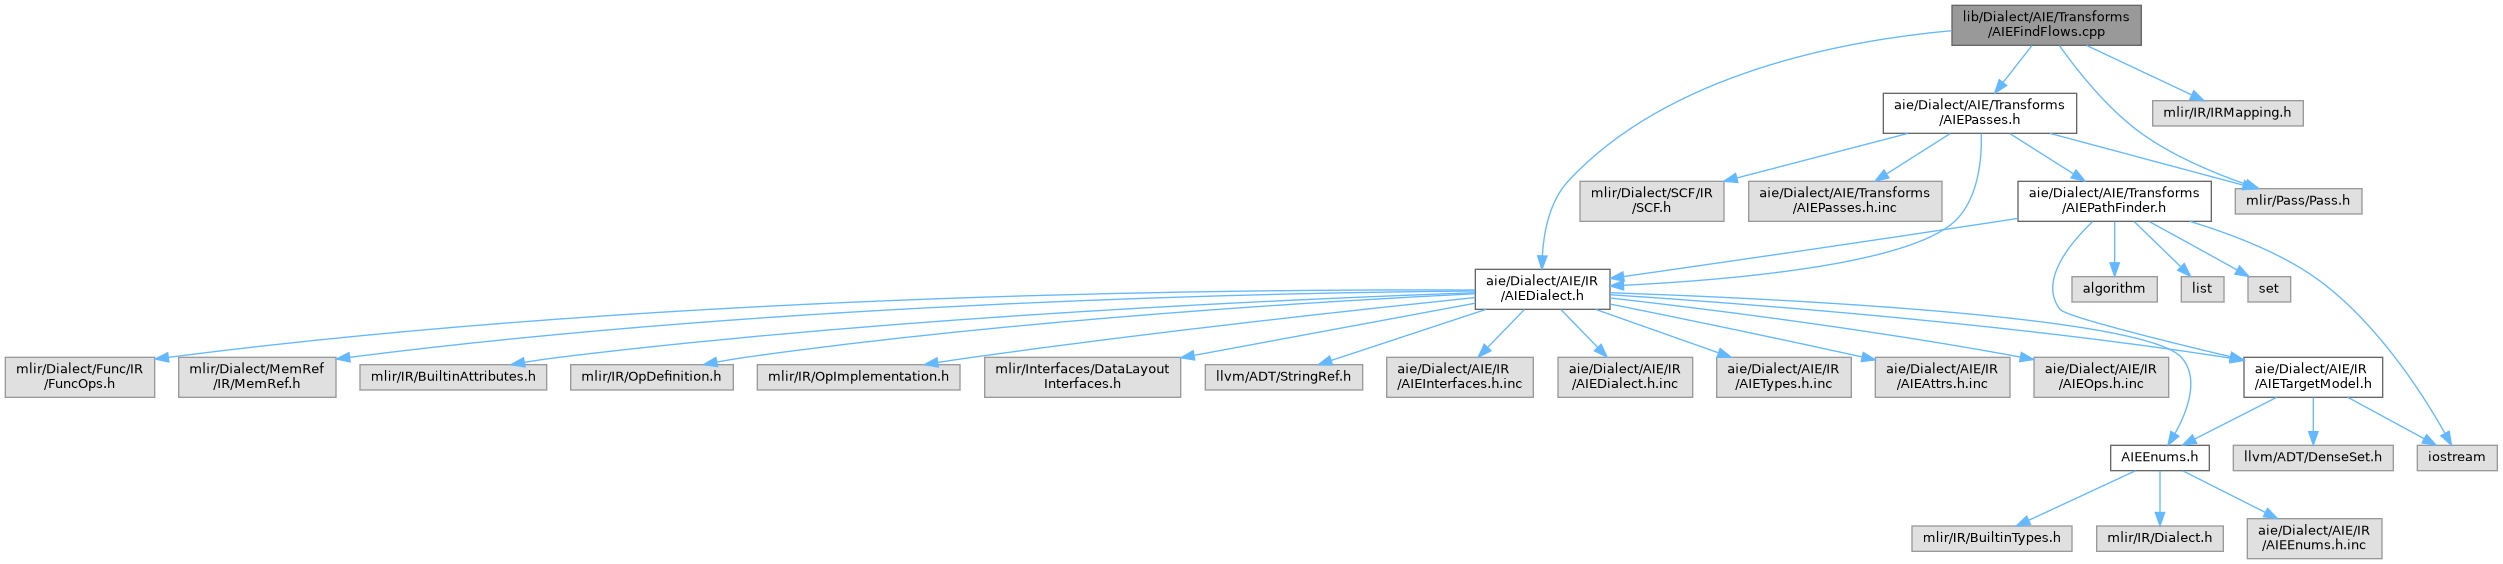 lib/Dialect/AIE/Transforms
/AIEFindFlows.cpp
aie/Dialect/AIE/Transforms
/AIEPasses.h
mlir/IR/IRMapping.h
mlir/Dialect/SCF/IR
/SCF.h
aie/Dialect/AIE/Transforms
/AIEPasses.h.inc
aie/Dialect/AIE/Transforms
/AIEPathFinder.h
mlir/Pass/Pass.h
aie/Dialect/AIE/IR
/AIEDialect.h
algorithm
list
set
mlir/Dialect/Func/IR
/FuncOps.h
mlir/Dialect/MemRef
/IR/MemRef.h
mlir/IR/BuiltinAttributes.h
mlir/IR/OpDefinition.h
mlir/IR/OpImplementation.h
mlir/Interfaces/DataLayout
Interfaces.h
llvm/ADT/StringRef.h
aie/Dialect/AIE/IR
/AIEInterfaces.h.inc
aie/Dialect/AIE/IR
/AIEDialect.h.inc
aie/Dialect/AIE/IR
/AIETypes.h.inc
aie/Dialect/AIE/IR
/AIEAttrs.h.inc
aie/Dialect/AIE/IR
/AIEOps.h.inc
aie/Dialect/AIE/IR
/AIETargetModel.h
AIEEnums.h
llvm/ADT/DenseSet.h
iostream
mlir/IR/BuiltinTypes.h
mlir/IR/Dialect.h
aie/Dialect/AIE/IR
/AIEEnums.h.inc